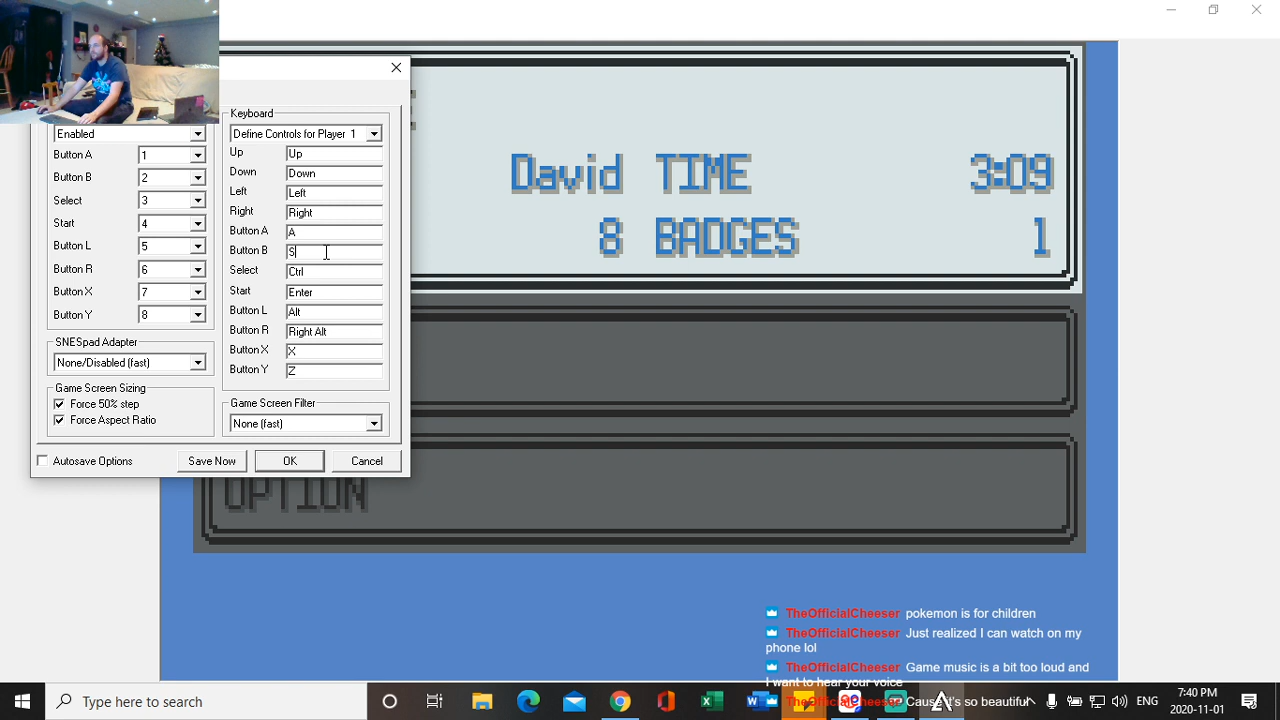 Keyboard
Enabled
Define Controls for Player 1
Button A 1
Button B 2
Select 3
Start 4
Button L 5
Button R 6
Button X 7
Button Y 8
Up Up
Down Down
Left Left
Right Right
Button A A
Button B S
Select Ctrl
Start Enter
Button L Alt
Button R Right Alt
Button X X
Button Y Z
SNESpad Adapter
None/Disabled (fast)
Game Screen Sizing
Force 50% step
Force Aspect Ratio
Game Screen Filter
None (fast)
Autosave Options
Save Now
OK
Cancel
David TIME 3:09
8 BADGES 1
OPTION
TheOfficialCheeser pokemon is for children
TheOfficialCheeser Just realized I can watch on my
phone lol
TheOfficialCheeser Game music is a bit too loud and
I want to hear your voice
TheOfficialCheeser Cause it's so beautiful
Type here to search
ENG
7:40 PM
2020-11-01